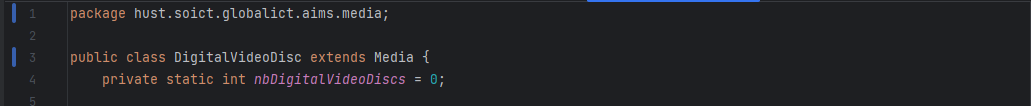 1 package hust.soict.globalict.aims.media;
2
3 public class DigitalVideoDisc extends Media {
4 private static int nbDigitalVideoDiscs = 0;
5